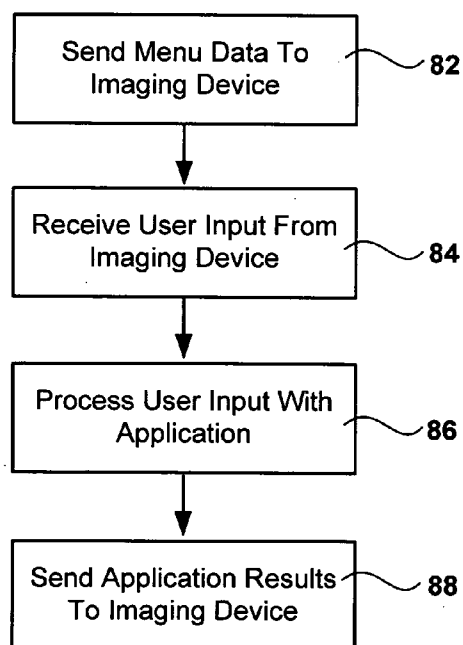 Send Menu Data To
Imaging Device
82
Receive User Input From
Imaging Device
84
Process User Input With
Application
86
Send Application Results
To Imaging Device
88